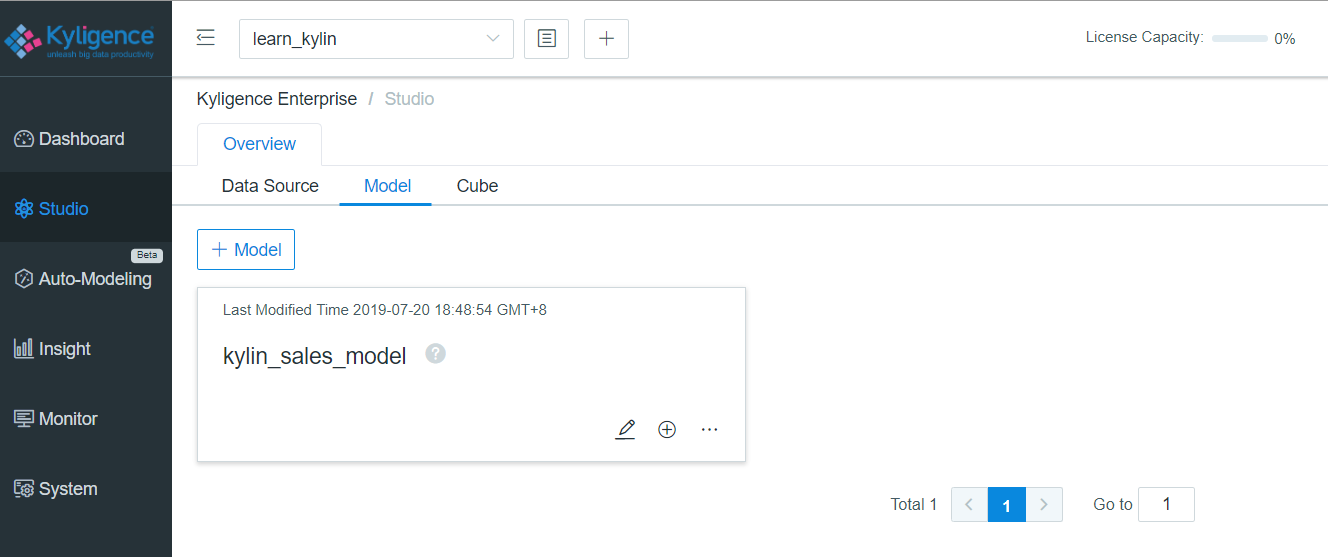 Kyligence
unleash big data productivity
learn_kylin
License Capacity: 0%
Kyligence Enterprise / Studio
Dashboard
Studio
Beta
Auto-Modeling
Insight
Monitor
System
Overview
Data Source Model Cube
+ Model
Last Modified Time 2019-07-20 18:48:54 GMT+8
kylin_sales_model ?
Total 1 < 1 > Go to 1